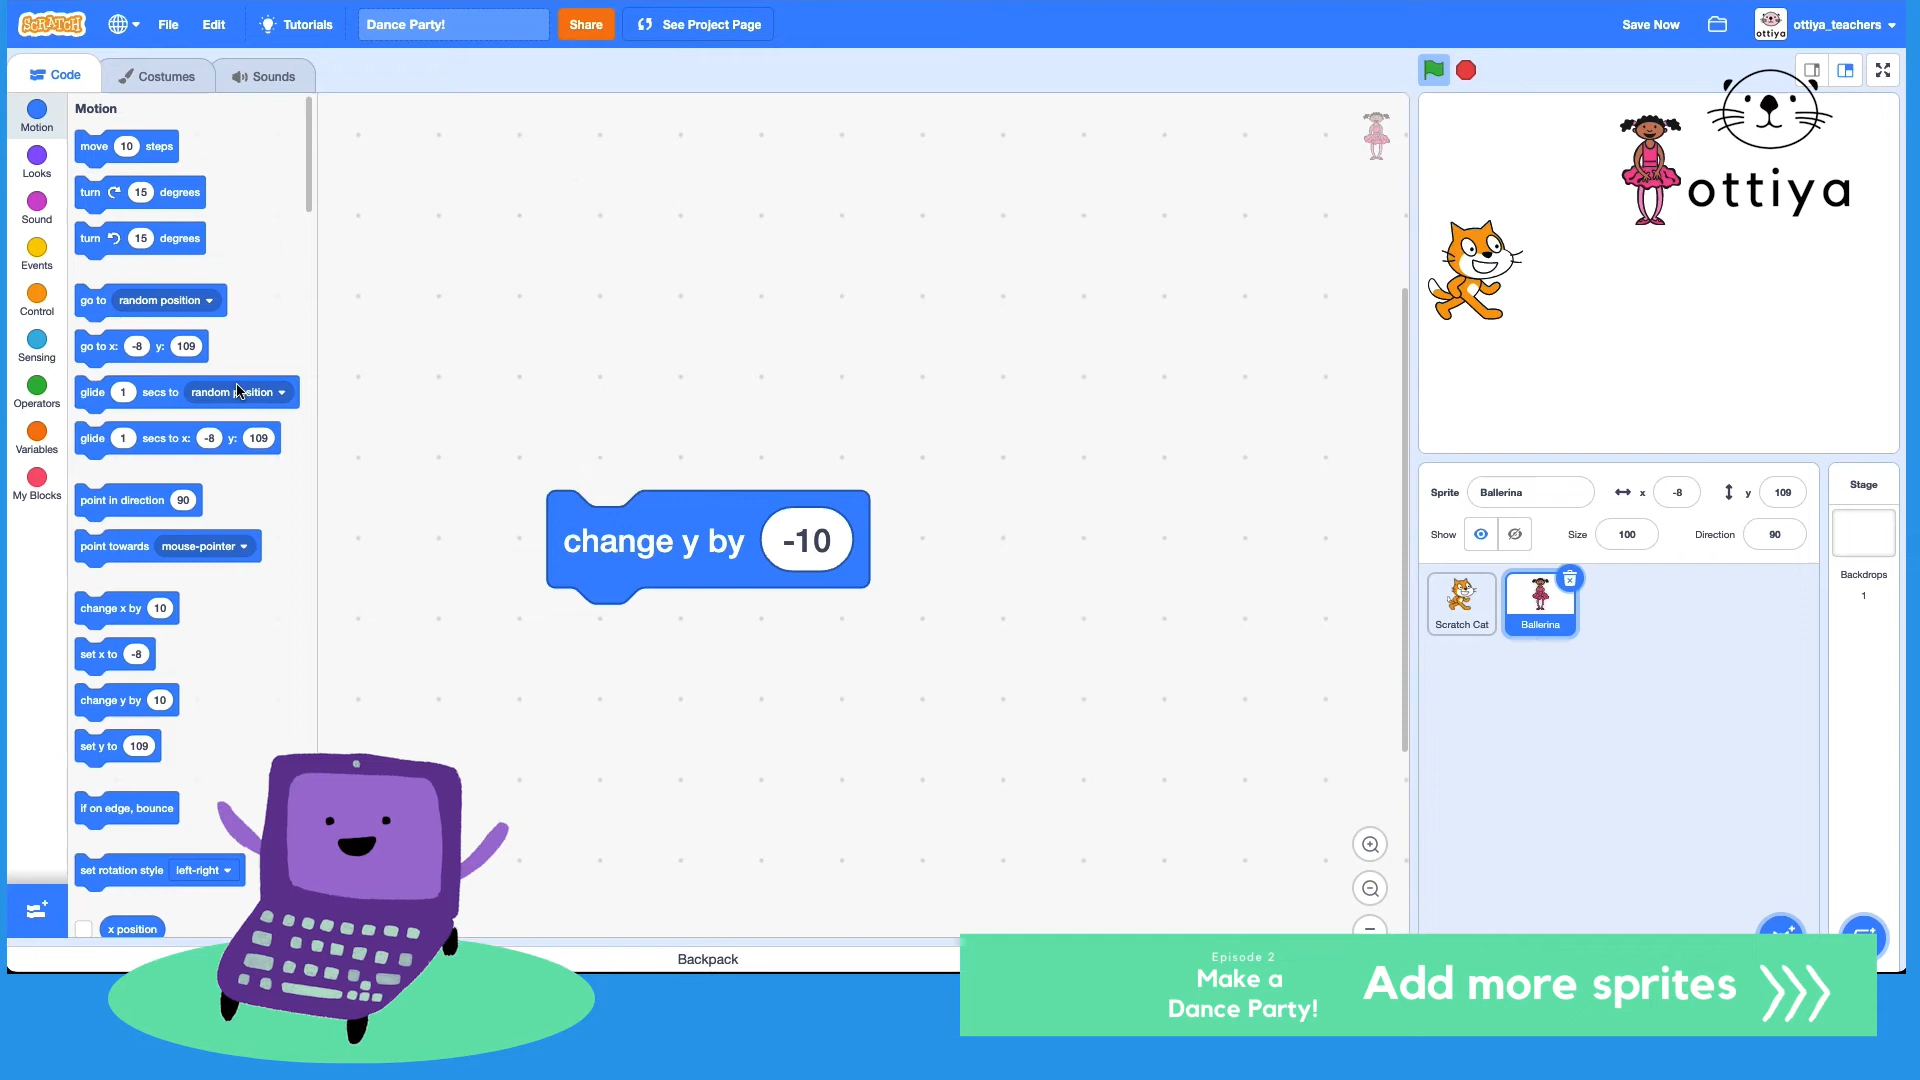 SCRATCH
File
Edit
Tutorials
Dance Party!
Share
See Project Page
Save Now
ottiya
ottiya_teachers
Code
Costumes
Sounds
Motion
Looks
Sound
Events
Control
Sensing
Operators
Variables
My Blocks
Motion
move 10 steps
turn 15 degrees
turn 15 degrees
go to random position
go to x: -8 y: 109
glide 1 secs to random position
glide 1 secs to x: -8 y: 109
point in direction 90
point towards mouse-pointer
change x by 10
set x to -8
change y by 10
set y to 109
if on edge, bounce
set rotation style left-right
x position
change y by -10
Backpack
ottiya
Sprite Ballerina x -8 y 109
Show Size 100 Direction 90
Scratch Cat
Ballerina
Stage
Backdrops
1
Episode 2
Make a
Dance Party!
Add more sprites